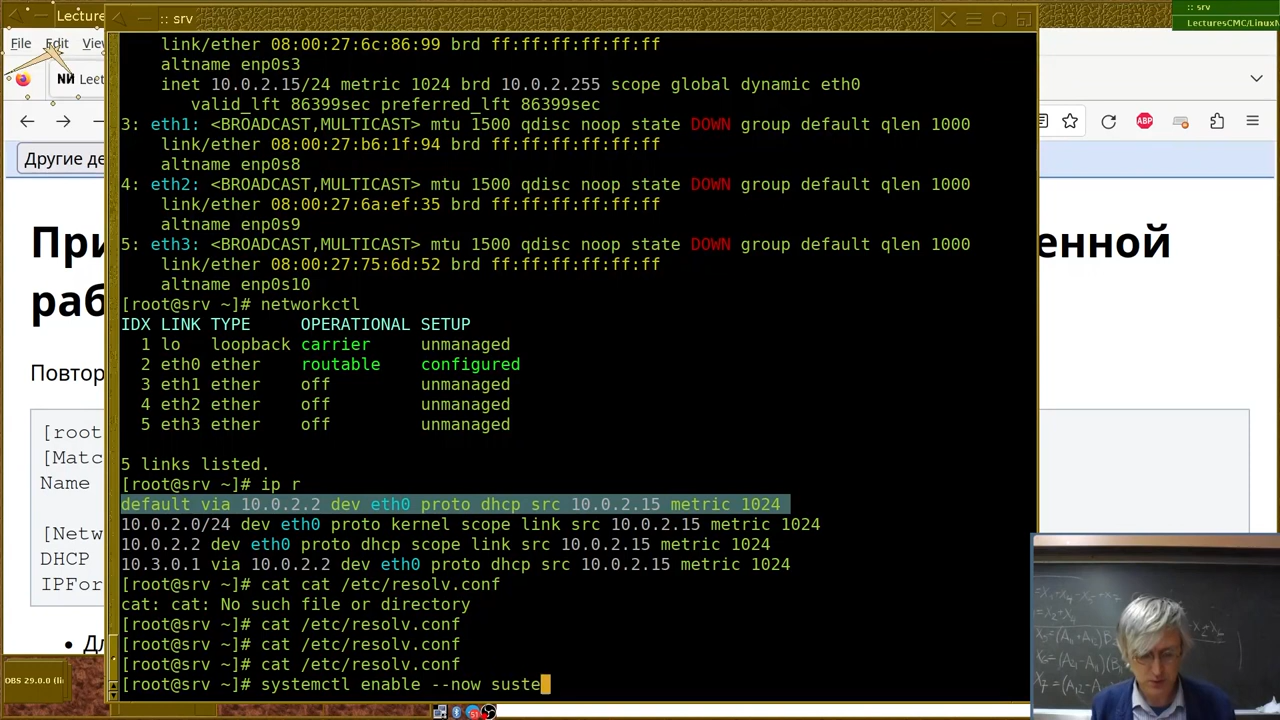 Lecture
:: srv
:: srv
LecturesCMC/Linux
File Edit Vie
Lect
Другие де
При
енной
раб
Повтор
[root
[Matc
Name
[Netw
DHCP
IPFor
link/ether 08:00:27:6c:86:99 brd ff:ff:ff:ff:ff:ff
altname enp0s3
inet 10.0.2.15/24 metric 1024 brd 10.0.2.255 scope global dynamic eth0
valid_lft 86399sec preferred_lft 86399sec
3: eth1: <BROADCAST,MULTICAST> mtu 1500 qdisc noop state DOWN group default qlen 1000
link/ether 08:00:27:b6:1f:94 brd ff:ff:ff:ff:ff:ff
altname enp0s8
4: eth2: <BROADCAST,MULTICAST> mtu 1500 qdisc noop state DOWN group default qlen 1000
link/ether 08:00:27:6a:ef:35 brd ff:ff:ff:ff:ff:ff
altname enp0s9
5: eth3: <BROADCAST,MULTICAST> mtu 1500 qdisc noop state DOWN group default qlen 1000
link/ether 08:00:27:75:6d:52 brd ff:ff:ff:ff:ff:ff
altname enp0s10
[root@srv ~]# networkctl
IDX LINK TYPE OPERATIONAL SETUP
1 lo loopback carrier unmanaged
2 eth0 ether routable configured
3 eth1 ether off unmanaged
4 eth2 ether off unmanaged
5 eth3 ether off unmanaged
5 links listed.
[root@srv ~]# ip r
default via 10.0.2.2 dev eth0 proto dhcp src 10.0.2.15 metric 1024
10.0.2.0/24 dev eth0 proto kernel scope link src 10.0.2.15 metric 1024
10.0.2.2 dev eth0 proto dhcp scope link src 10.0.2.15 metric 1024
10.3.0.1 via 10.0.2.2 dev eth0 proto dhcp src 10.0.2.15 metric 1024
[root@srv ~]# cat cat /etc/resolv.conf
cat: cat: No such file or directory
[root@srv ~]# cat /etc/resolv.conf
[root@srv ~]# cat /etc/resolv.conf
[root@srv ~]# cat /etc/resolv.conf
[root@srv ~]# systemctl enable --now suste
OBS 29.0.0 (li
ABP